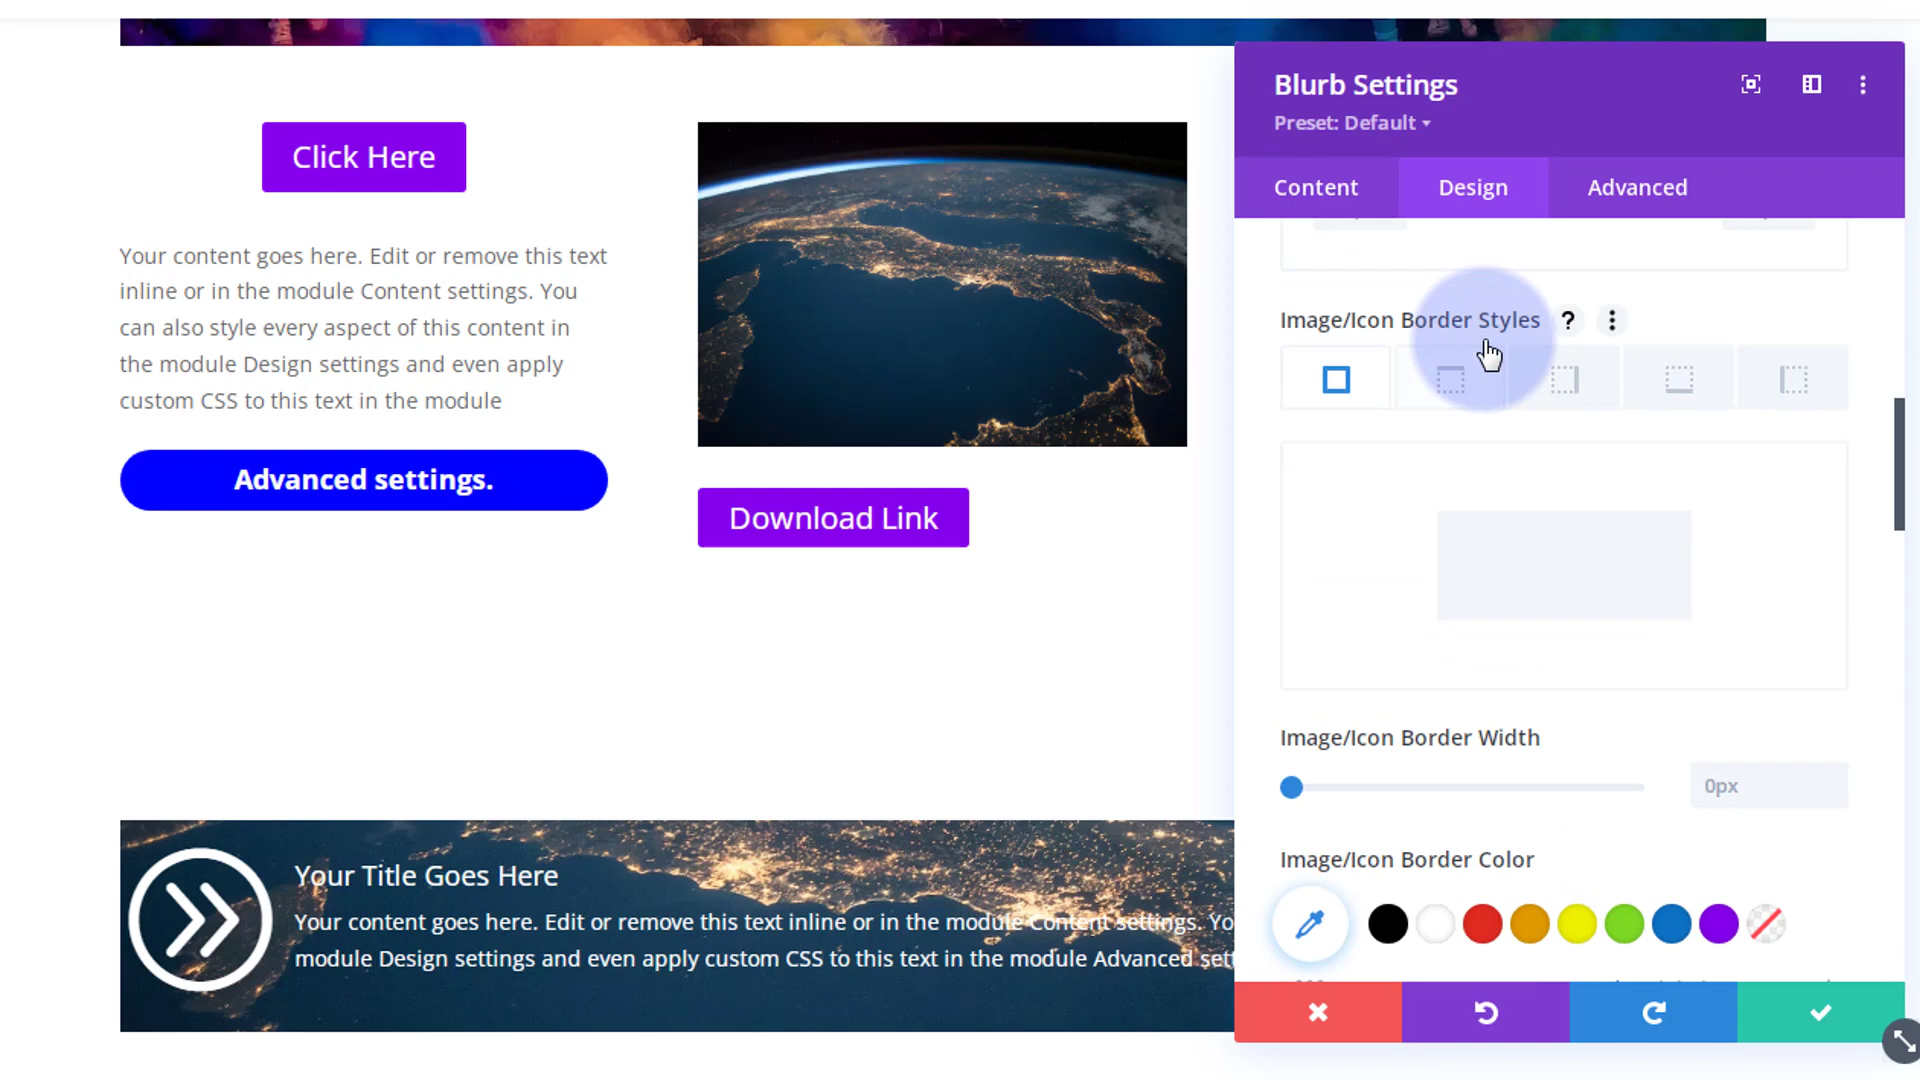 Click Here
Your content goes here. Edit or remove this text
inline or in the module Content settings. You
can also style every aspect of this content in
the module Design settings and even apply
custom CSS to this text in the module
Advanced settings.
Download Link
Your Title Goes Here
Your content goes here. Edit or remove this text inline or in the module Content settings. Yo
module Design settings and even apply custom CSS to this text in the module Advanced sett
Blurb Settings
Preset: Default
Content
Design
Advanced
Image/Icon Border Styles ?
Image/Icon Border Width
0px
Image/Icon Border Color